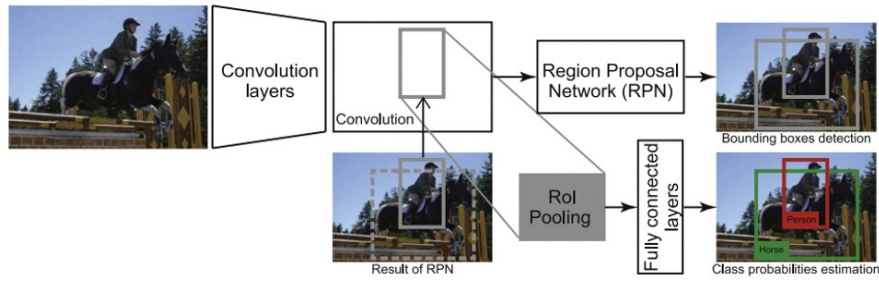 Convolution
layers
Convolution
Region Proposal
Network (RPN)
Bounding boxes detection
Result of RPN
RoI
Pooling
Fully connected
layers
Person
Horse
Class probabilities estimation